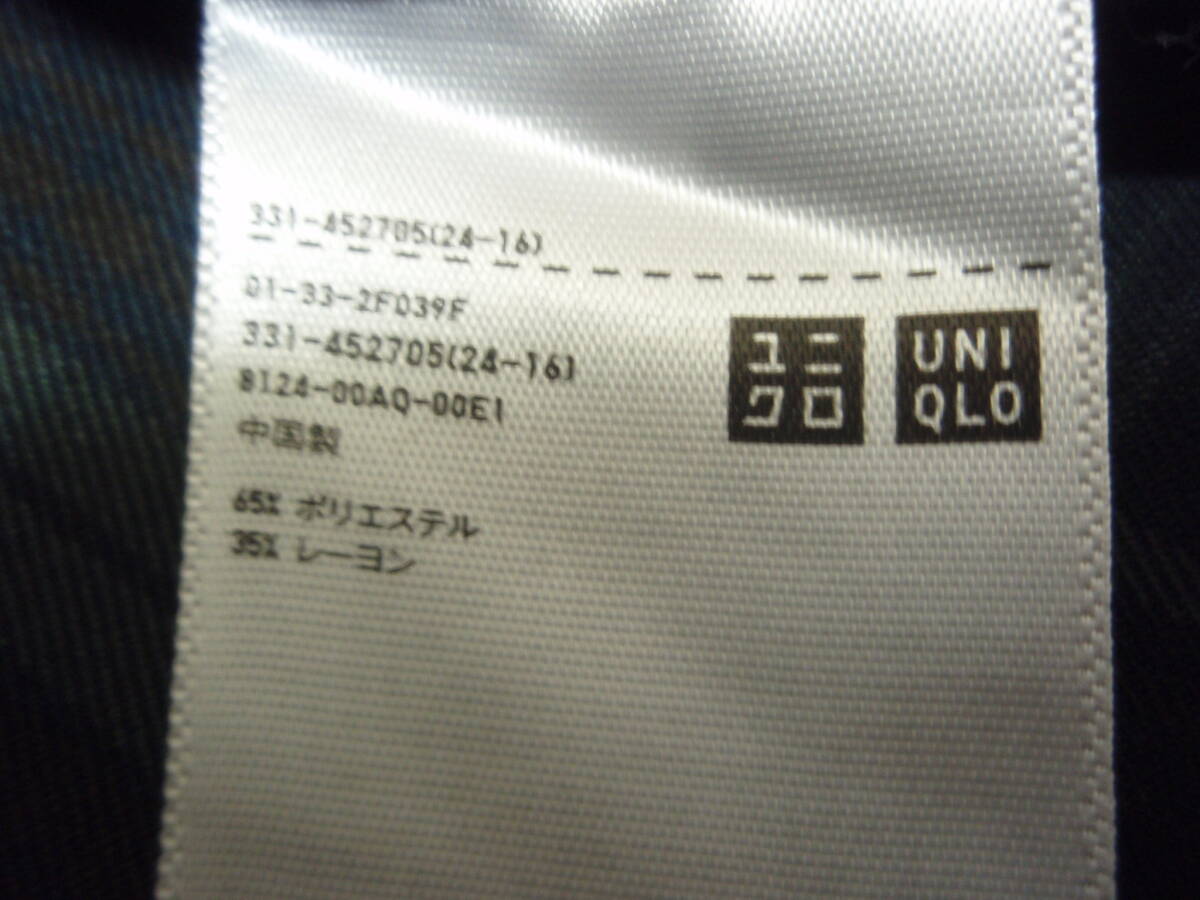 331-452705(24-16)
01-33-2F039F
331-452705(24-16)
8124-00AQ-00E1
中国製
65% ポリエステル
35% レーヨン
ユニ
クロ
UNI
QLO